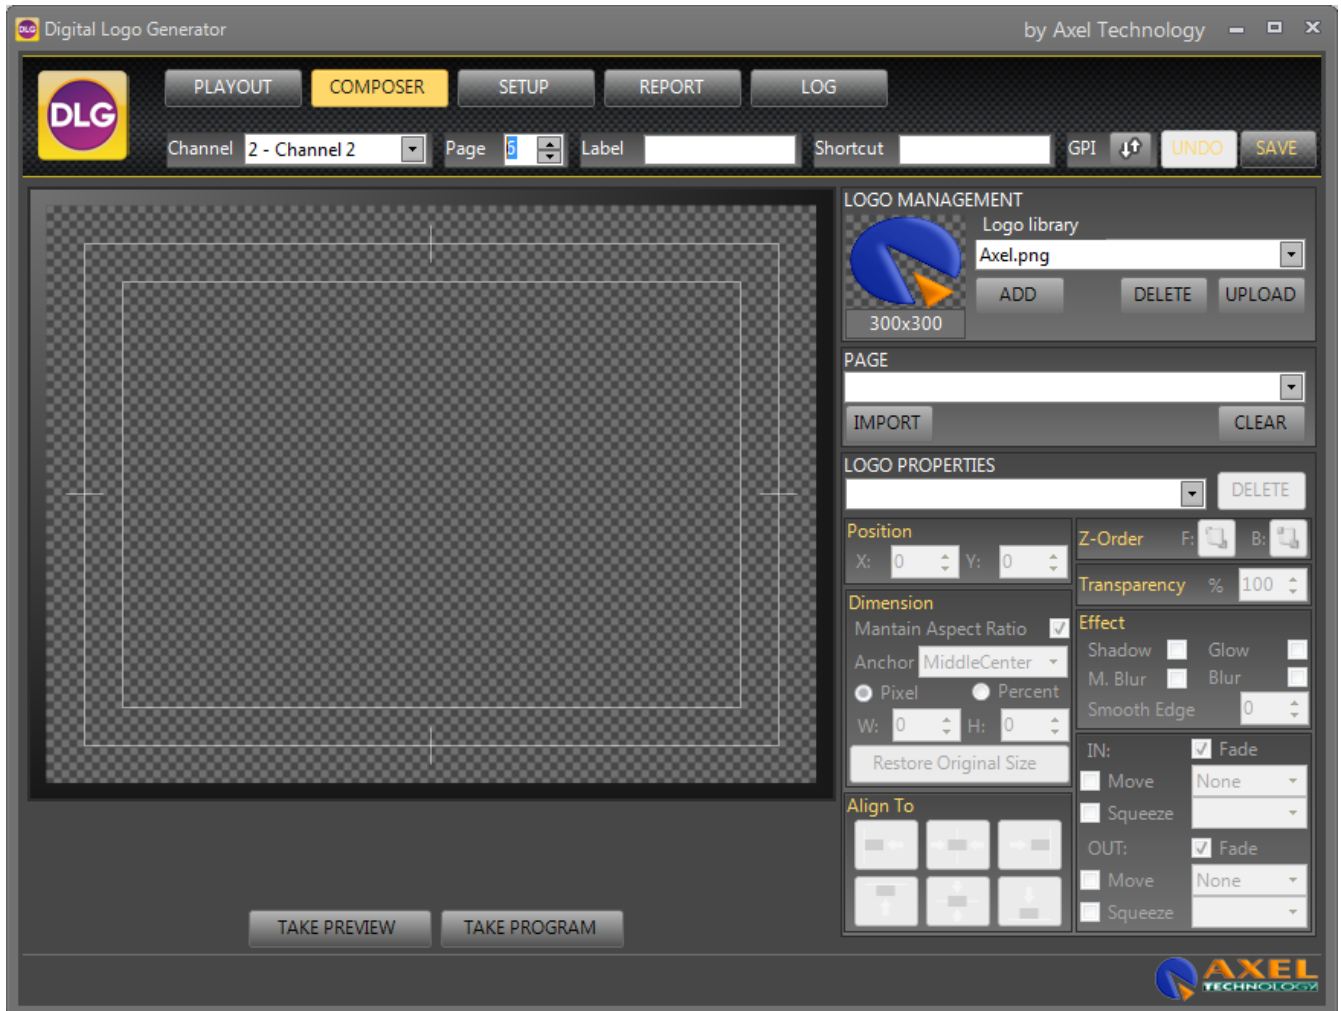 DLG Digital Logo Generator by Axel Technology
DLG
PLAYOUT COMPOSER SETUP REPORT LOG
Channel 2 - Channel 2 Page 5 Label Shortcut GPI UNDO SAVE
LOGO MANAGEMENT
Logo library
Axel.png
ADD DELETE UPLOAD
300x300
PAGE
IMPORT CLEAR
LOGO PROPERTIES
DELETE
Position
X: 0 Y: 0
Z-Order F: B:
Transparency % 100
Dimension
Mantain Aspect Ratio
Anchor MiddleCenter
Pixel Percent
W: 0 H: 0
Restore Original Size
Effect
Shadow Glow
M. Blur Blur
Smooth Edge 0
Align To
IN: Fade
Move None
Squeeze
OUT: Fade
Move None
Squeeze
TAKE PREVIEW TAKE PROGRAM
AXEL
TECHNOLOGY